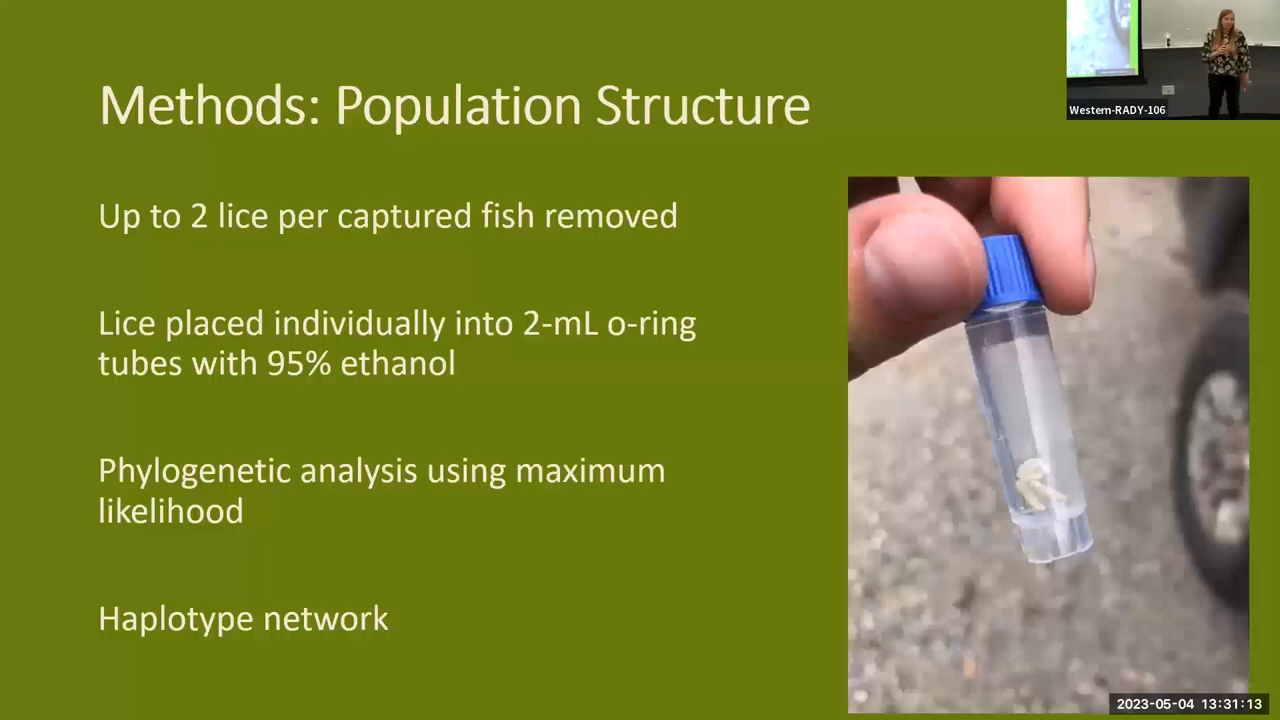 Methods: Population Structure
Western-RADY-106
Up to 2 lice per captured fish removed
Lice placed individually into 2-mL o-ring
tubes with 95% ethanol
Phylogenetic analysis using maximum
likelihood
Haplotype network
2023-05-04 13:31:13